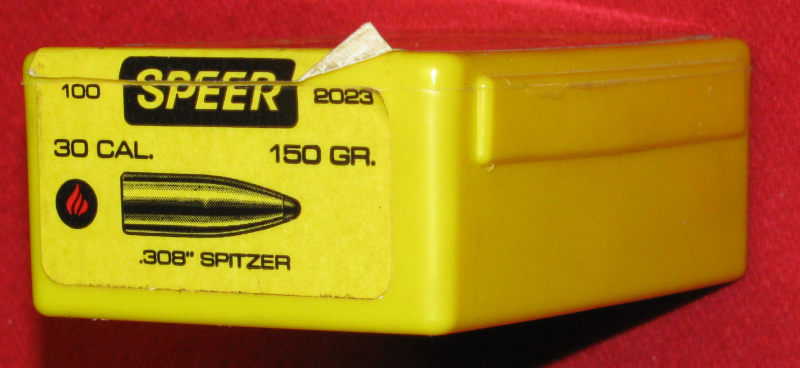 100 SPEER 2023
30 CAL. 150 GR.
.308" SPITZER